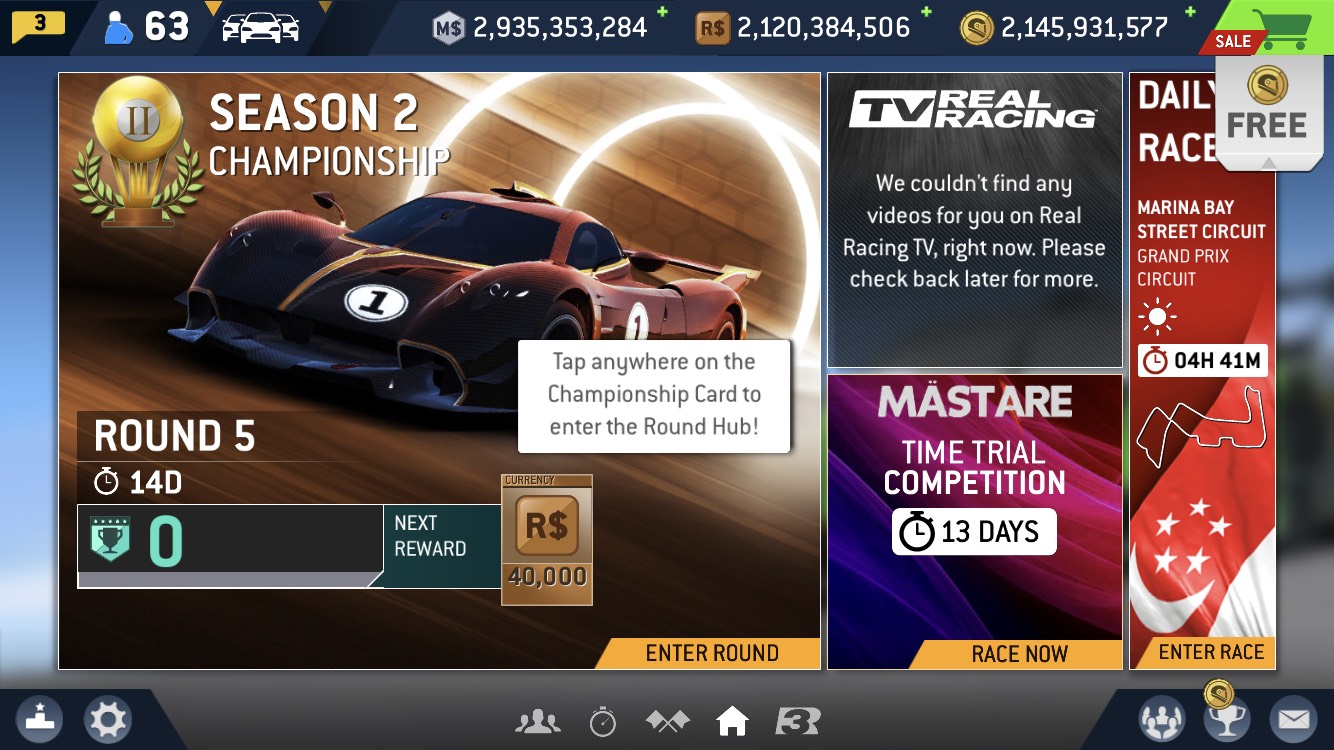 3
63
M$ 2,935,353,284
R$ 2,120,384,506
2,145,931,577
SALE
FREE
II
SEASON 2
CHAMPIONSHIP
1
1
Tap anywhere on the
Championship Card to
enter the Round Hub!
ROUND 5
14D
0
NEXT
REWARD
CURRENCY
R$
40,000
ENTER ROUND
TV REAL
RACING
We couldn't find any
videos for you on Real
Racing TV, right now. Please
check back later for more.
MÄSTARE
TIME TRIAL
COMPETITION
13 DAYS
RACE NOW
DAILY
RACE
MARINA BAY
STREET CIRCUIT
GRAND PRIX
CIRCUIT
04H 41M
ENTER RACE
R3